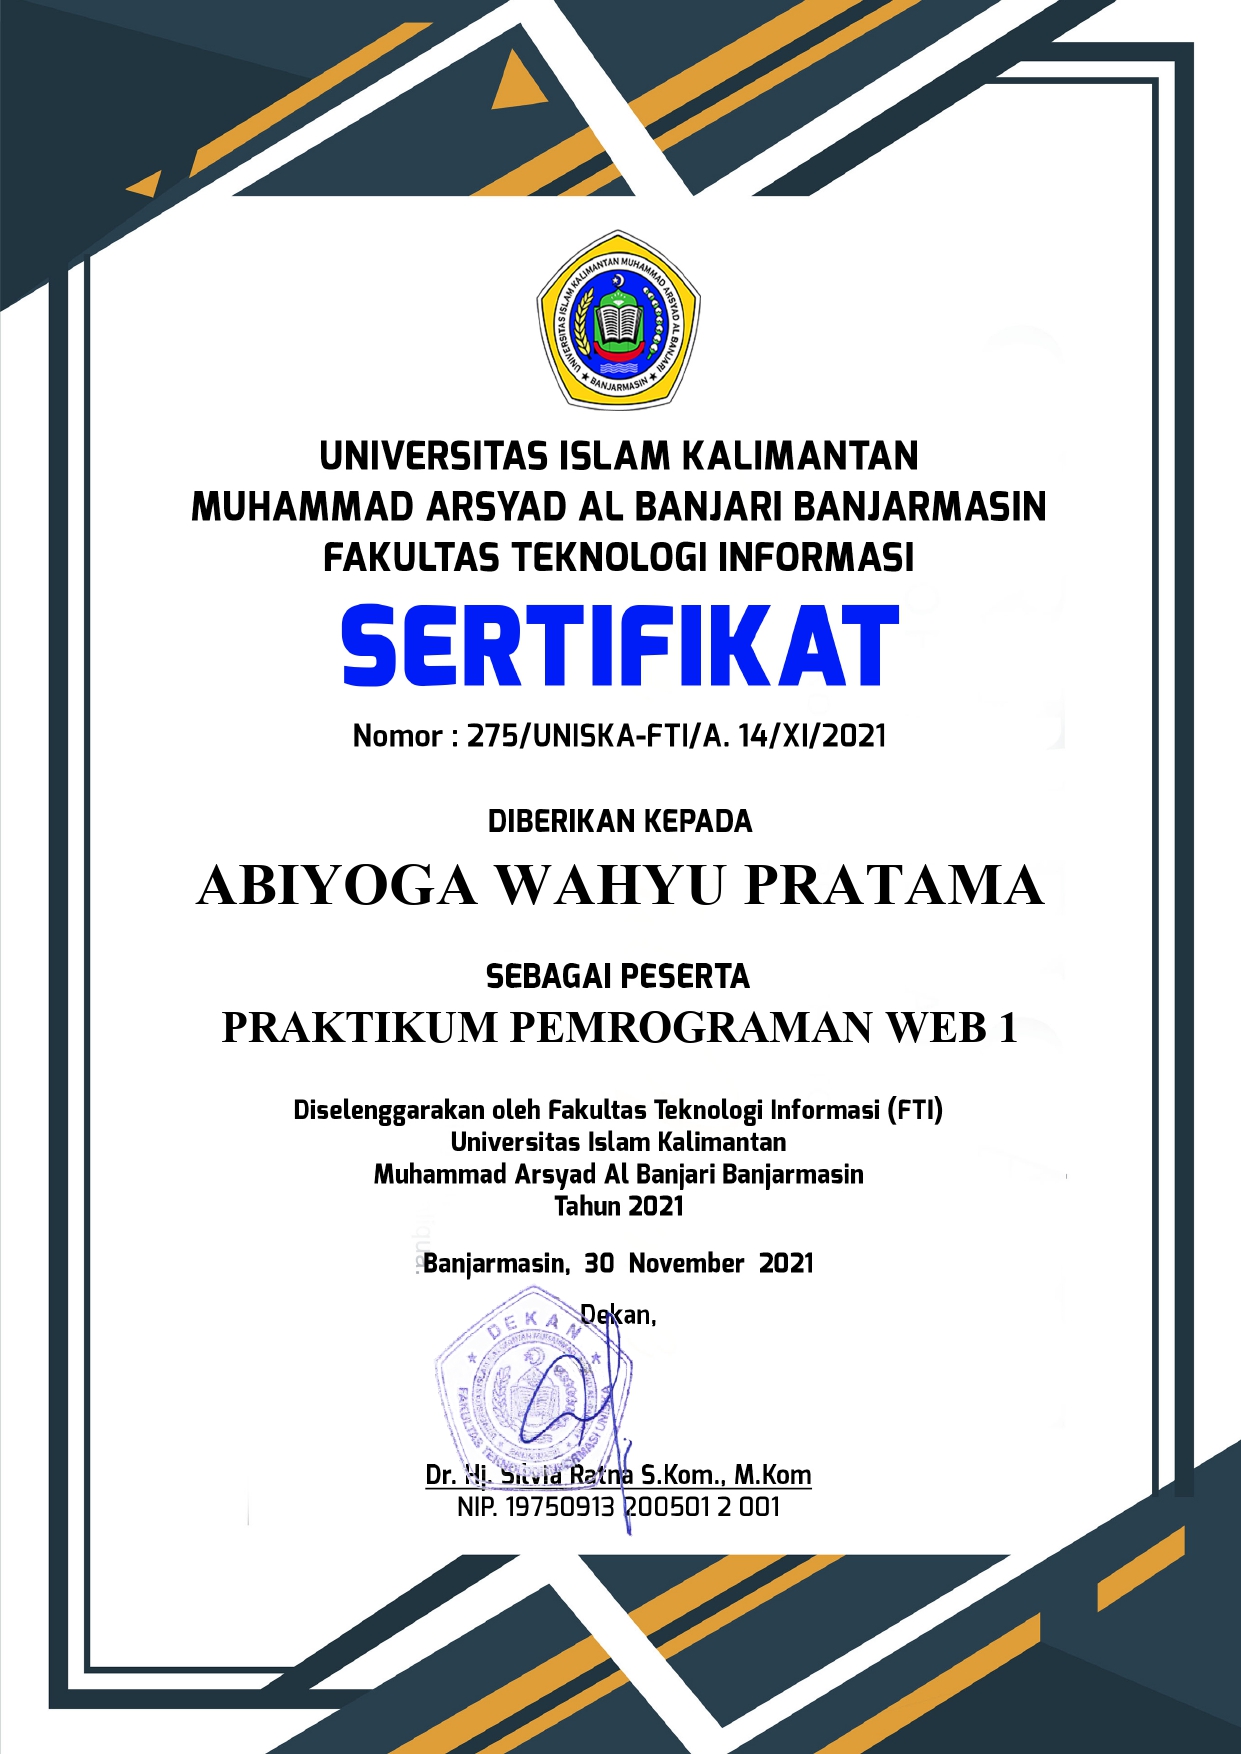 UNIVERSITAS ISLAM KALIMANTAN MUHAMMAD ARSYAD AL BANJARI
★ BANJARMASIN ★
UNIVERSITAS ISLAM KALIMANTAN
MUHAMMAD ARSYAD AL BANJARI BANJARMASIN
FAKULTAS TEKNOLOGI INFORMASI
SERTIFIKAT
Nomor : 275/UNISKA-FTI/A. 14/XI/2021
DIBERIKAN KEPADA
ABIYOGA WAHYU PRATAMA
SEBAGAI PESERTA
PRAKTIKUM PEMROGRAMAN WEB 1
Diselenggarakan oleh Fakultas Teknologi Informasi (FTI)
Universitas Islam Kalimantan
Muhammad Arsyad Al Banjari Banjarmasin
Tahun 2021
Banjarmasin, 30 November 2021
Dekan,
DEKAN
FAKULTAS TEKNOLOGI INFORMASI UNISKA
Dr. Hj. Silvia Ratna S.Kom., M.Kom
NIP. 19750913 200501 2 001